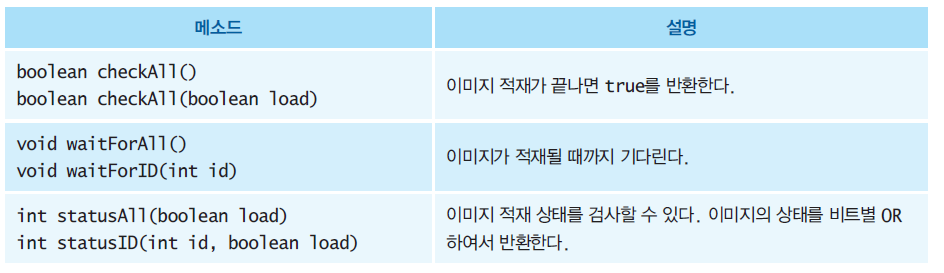 메소드
설명
boolean checkAll()
boolean checkAll(boolean load)
이미지 적재가 끝나면 true를 반환한다.
void waitForAll()
void waitForID(int id)
이미지가 적재될 때까지 기다린다.
int statusAll(boolean load)
int statusID(int id, boolean load)
이미지 적재 상태를 검사할 수 있다. 이미지의 상태를 비트별 OR
하여서 반환한다.